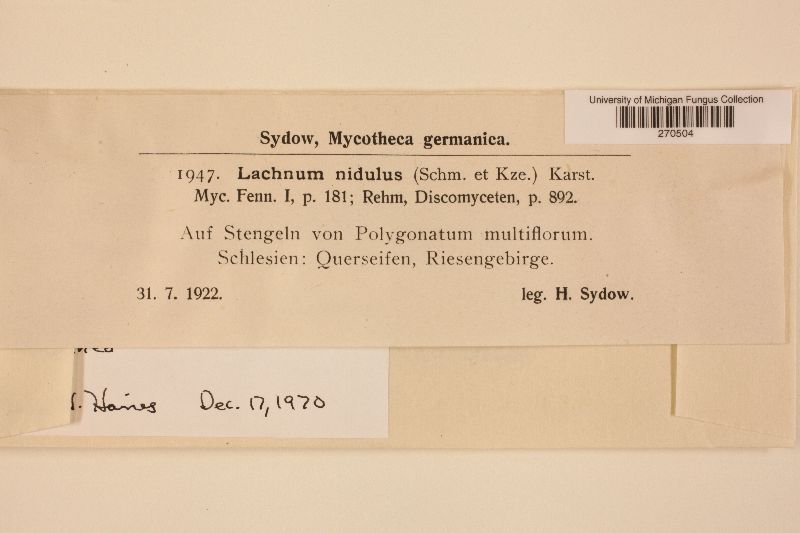 University of Michigan Fungus Collection
270504
Sydow, Mycotheca germanica.
1947. Lachnum nidulus (Schm. et Kze.) Karst.
Myc. Fenn. I, p. 181; Rehm, Discomyceten, p. 892.
Auf Stengeln von Polygonatum multiflorum.
Schlesien: Querseifen, Riesengebirge.
31. 7. 1922. leg. H. Sydow.
Haines Dec. 17, 1970